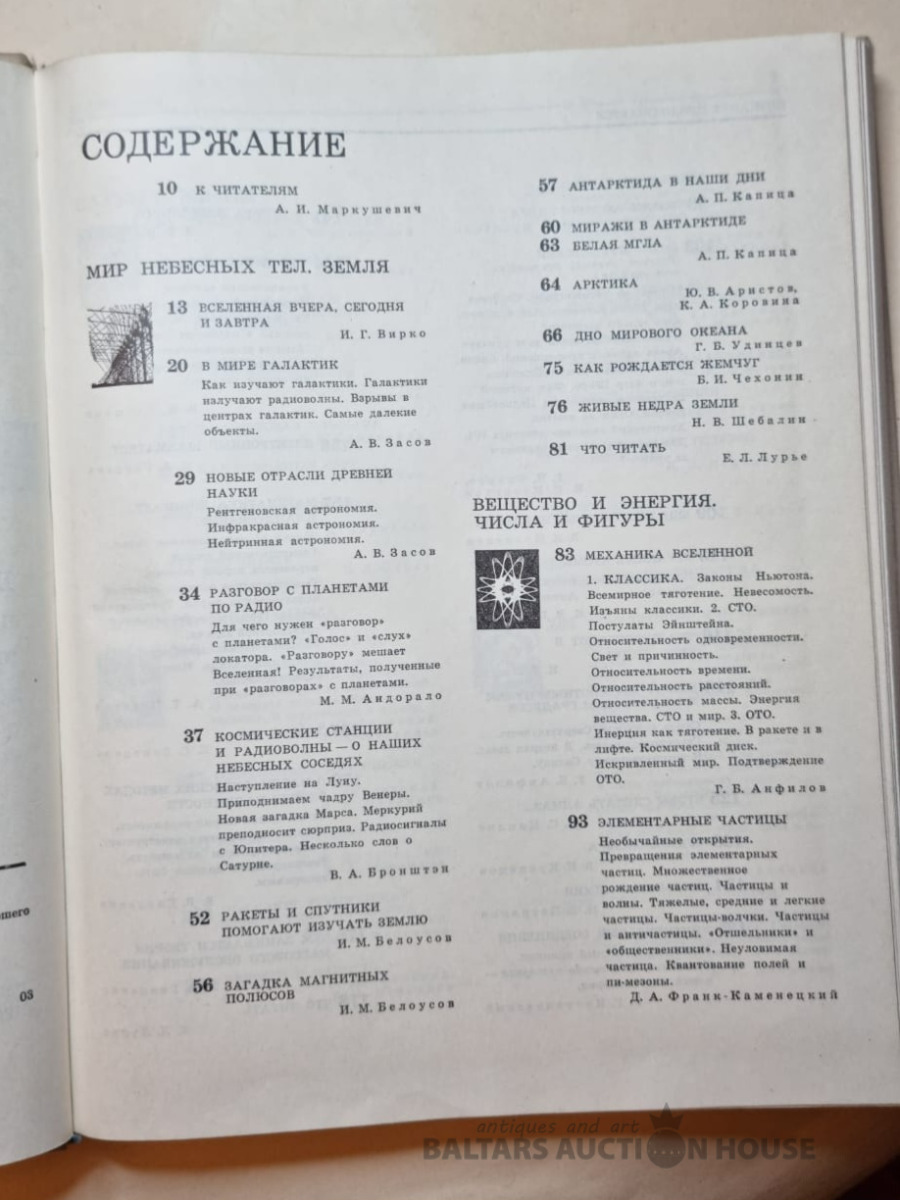 СОДЕРЖАНИЕ
10 К ЧИТАТЕЛЯМ
А. И. Маркушевич
МИР НЕБЕСНЫХ ТЕЛ. ЗЕМЛЯ
13 ВСЕЛЕННАЯ ВЧЕРА, СЕГОДНЯ
И ЗАВТРА
И. Г. Вирко
20 В МИРЕ ГАЛАКТИК
Как изучают галактики. Галактики
излучают радиоволны. Взрывы в
центрах галактик. Самые далекие
объекты.
А. В. Засов
29 НОВЫЕ ОТРАСЛИ ДРЕВНЕЙ
НАУКИ
Рентгеновская астрономия.
Инфракрасная астрономия.
Нейтринная астрономия.
А. В. Засов
34 РАЗГОВОР С ПЛАНЕТАМИ
ПО РАДИО
Для чего нужен «разговор»
с планетами? «Голос» и «слух»
локатора. «Разговору» мешает
Вселенная! Результаты, полученные
при «разговорах» с планетами.
М. М. Андорало
37 КОСМИЧЕСКИЕ СТАНЦИИ
И РАДИОВОЛНЫ — О НАШИХ
НЕБЕСНЫХ СОСЕДЯХ
Наступление на Луну.
Приподнимаем чадру Венеры.
Новая загадка Марса. Меркурий
преподносит сюрприз. Радиосигналы
с Юпитера. Несколько слов о
Сатурне.
В. А. Бронштэн
52 РАКЕТЫ И СПУТНИКИ
ПОМОГАЮТ ИЗУЧАТЬ ЗЕМЛЮ
И. М. Белоусов
56 ЗАГАДКА МАГНИТНЫХ
ПОЛЮСОВ
И. М. Белоусов
57 АНТАРКТИДА В НАШИ ДНИ
А. П. Капица
60 МИРАЖИ В АНТАРКТИДЕ
63 БЕЛАЯ МГЛА
А. П. Капица
64 АРКТИКА
Ю. В. Аристов,
К. А. Коровина
66 ДНО МИРОВОГО ОКЕАНА
Г. Б. Удинцев
75 КАК РОЖДАЕТСЯ ЖЕМЧУГ
Б. И. Чехонин
76 ЖИВЫЕ НЕДРА ЗЕМЛИ
Н. В. Шебалин
81 ЧТО ЧИТАТЬ
Е. Л. Лурье
ВЕЩЕСТВО И ЭНЕРГИЯ.
ЧИСЛА И ФИГУРЫ
83 МЕХАНИКА ВСЕЛЕННОЙ
1. КЛАССИКА. Законы Ньютона.
Всемирное тяготение. Невесомость.
Изъяны классики. 2. СТО.
Постулаты Эйнштейна.
Относительность одновременности.
Свет и причинность.
Относительность времени.
Относительность расстояний.
Относительность массы. Энергия
вещества. СТО и мир. 3. ОТО.
Инерция как тяготение. В ракете и в
лифте. Космический диск.
Искривленный мир. Подтверждение
ОТО.
Г. Б. Анфилов
93 ЭЛЕМЕНТАРНЫЕ ЧАСТИЦЫ
Необычайные открытия.
Превращения элементарных
частиц. Множественное
рождение частиц. Частицы и
волны. Тяжелые, средние и легкие
частицы. Частицы-волчки. Частицы
и античастицы. «Отшельники» и
«общественники». Неуловимая
частица. Квантование полей и
пи-мезоны.
Д. А. Франк-Каменецкий
03
antiques and art
BALTARS AUCTION HOUSE